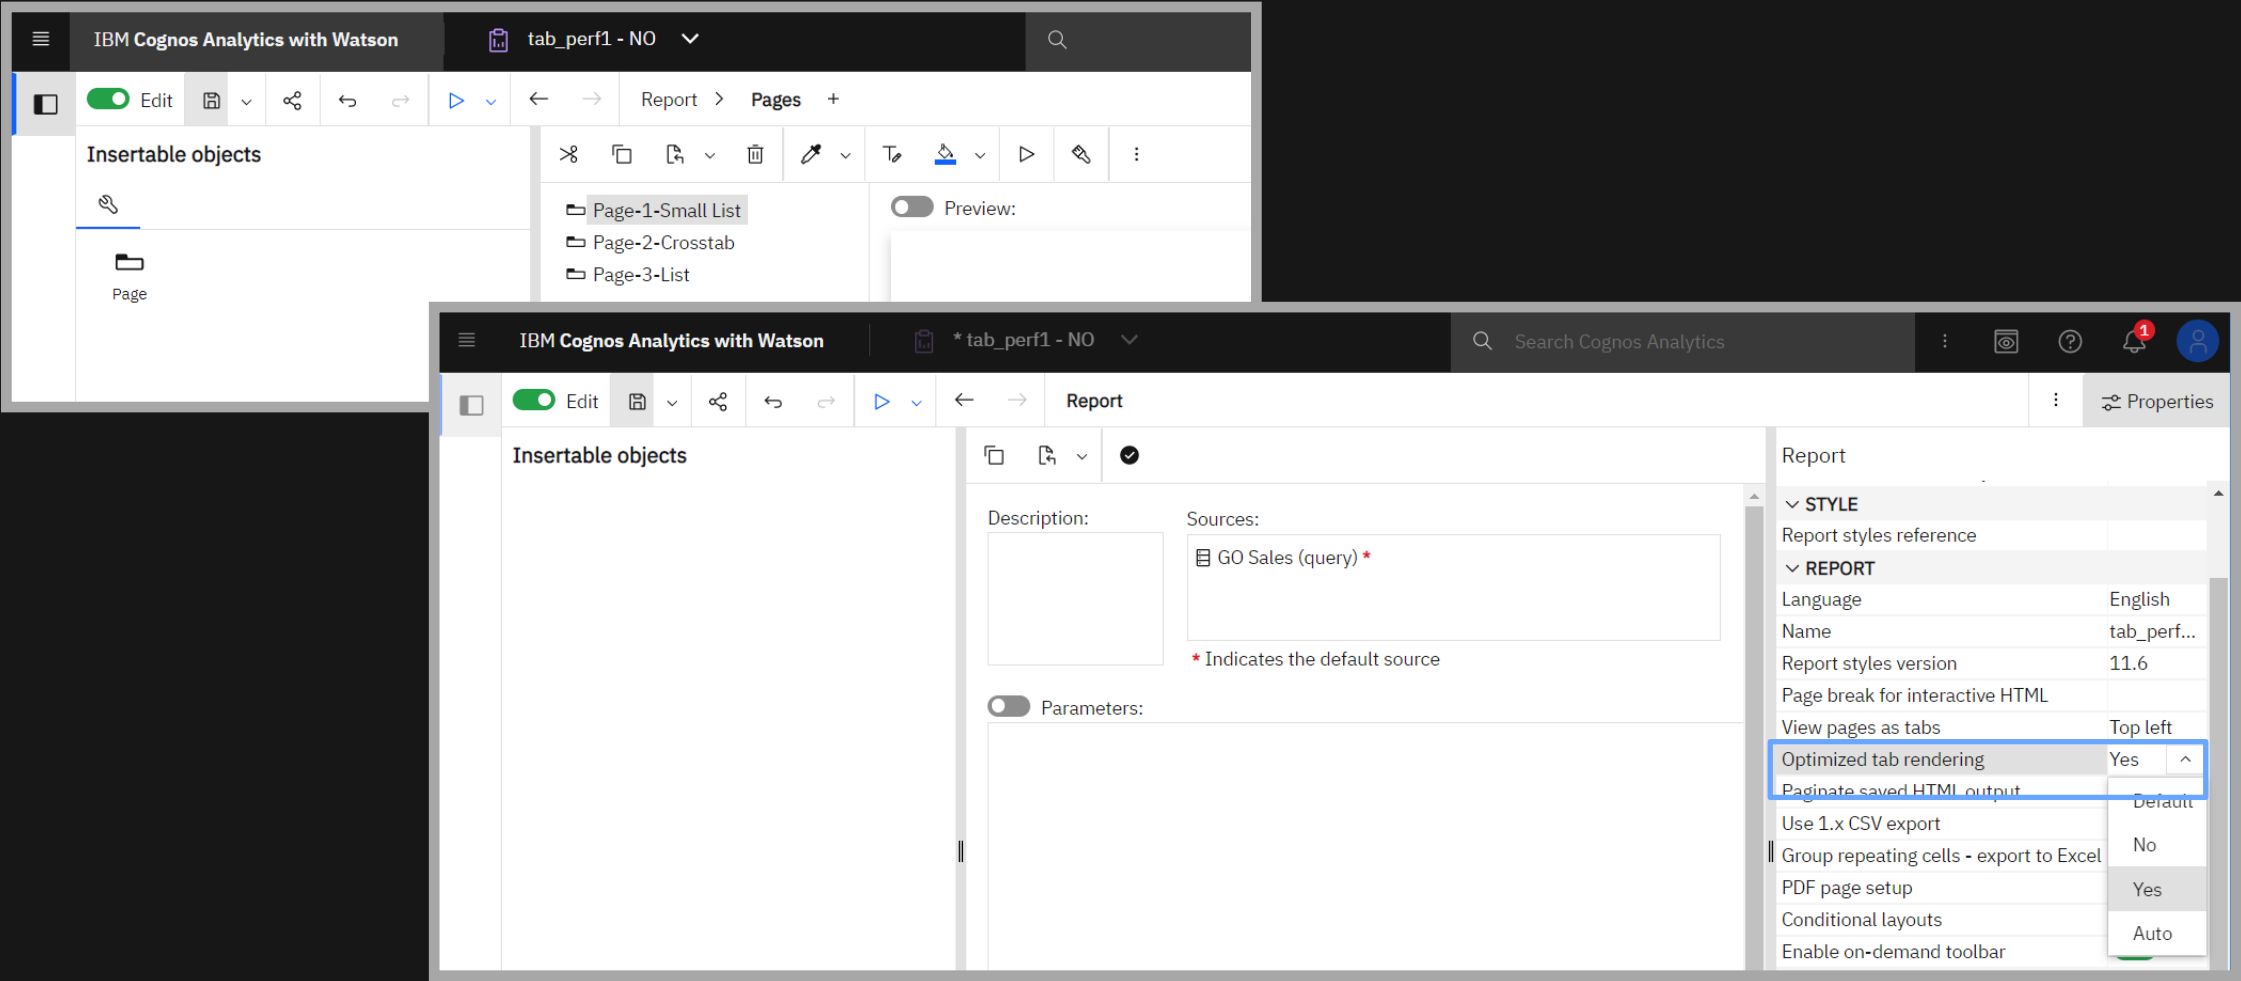 IBM Cognos Analytics with Watson
tab_perf1 - NO
Edit
Report
Pages
+
Insertable objects
Page-1-Small List
Preview:
Page-2-Crosstab
Page-3-List
Page
IBM Cognos Analytics with Watson
* tab_perf1 - NO
Search Cognos Analytics
1
Edit
Report
Properties
Insertable objects
Report
Description:
Sources:
GO Sales (query) *
* Indicates the default source
Parameters:
STYLE
Report styles reference
REPORT
Language English
Name tab_perf...
Report styles version 11.6
Page break for interactive HTML
View pages as tabs Top left
Optimized tab rendering Yes
Paginate saved HTML output
Default
Use 1.x CSV export
No
Group repeating cells - export to Excel
PDF page setup
Yes
Conditional layouts
Auto
Enable on-demand toolbar